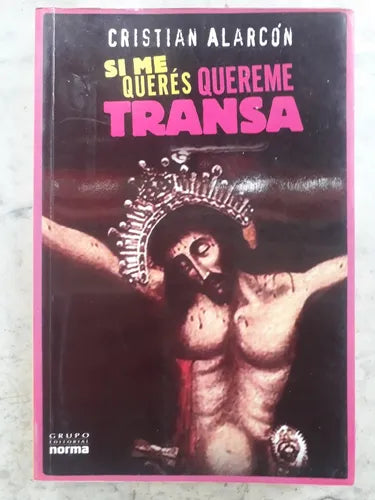 CRISTIAN ALARCÓN
SI ME
QUERÉS QUEREME
TRANSA
GRUPO
EDITORIAL
norma